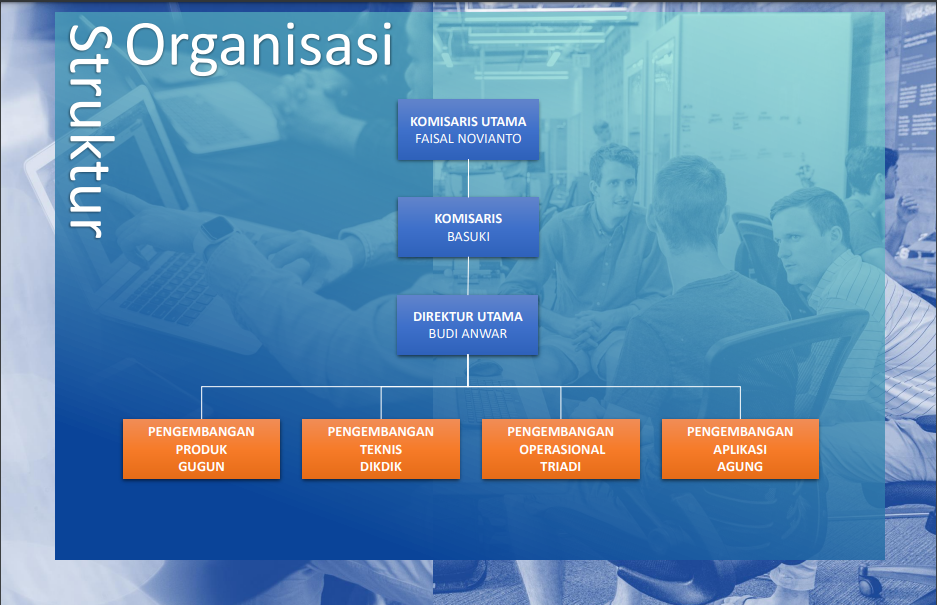 Struktur
Organisasi
KOMISARIS UTAMA
FAISAL NOVIANTO
KOMISARIS
BASUKI
DIREKTUR UTAMA
BUDI ANWAR
PENGEMBANGAN
PRODUK
GUGUN
PENGEMBANGAN
TEKNIS
DIKDIK
PENGEMBANGAN
OPERASIONAL
TRIADI
PENGEMBANGAN
APLIKASI
AGUNG